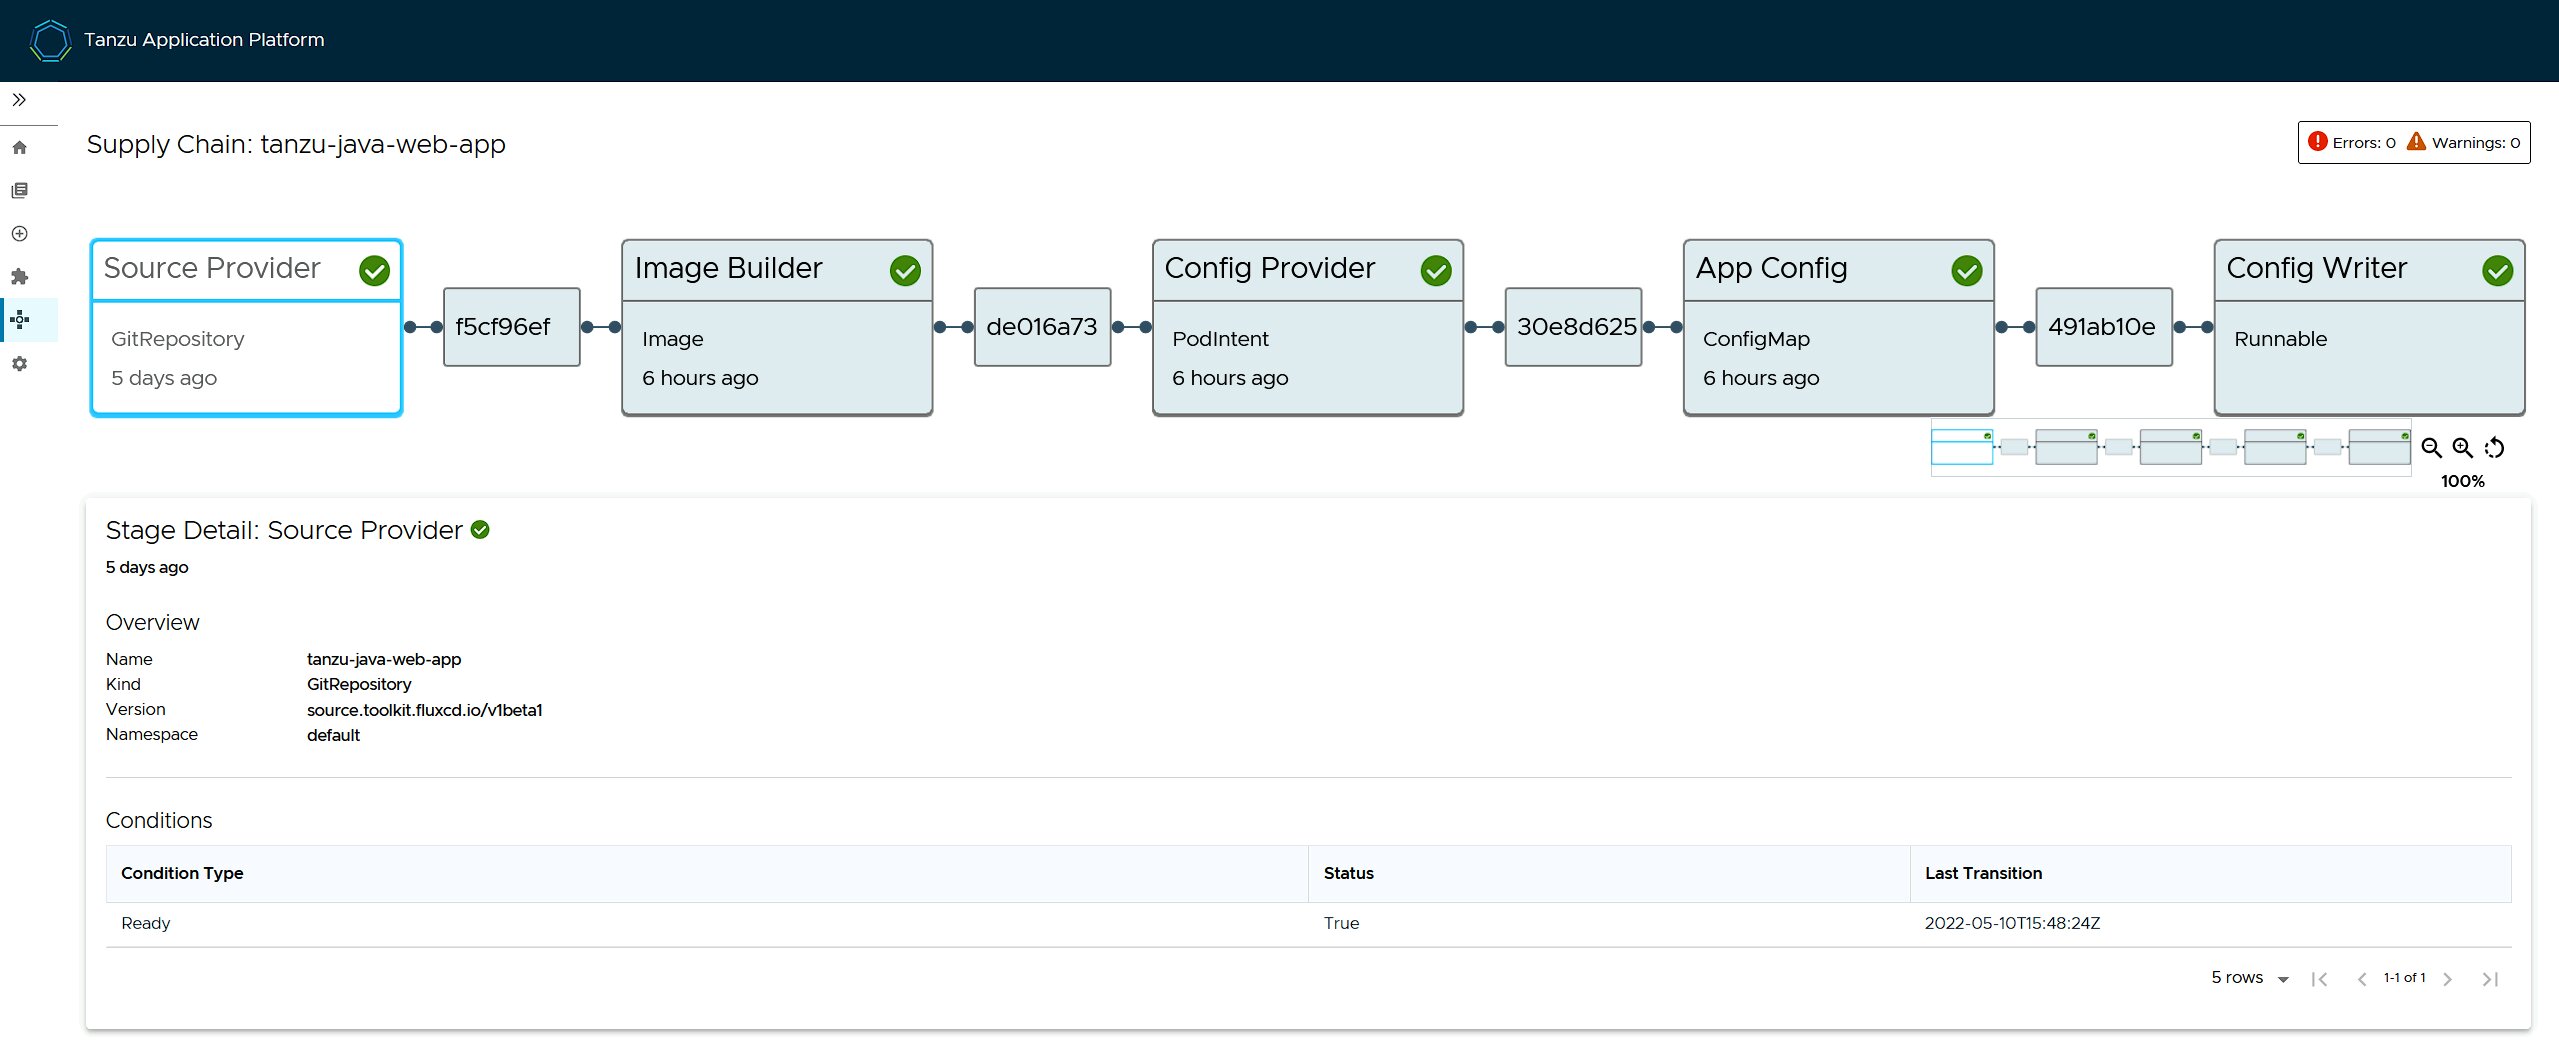 Tanzu Application Platform
Supply Chain: tanzu-java-web-app
Errors: 0 Warnings: 0
Source Provider
GitRepository
5 days ago
f5cf96ef
Image Builder
Image
6 hours ago
de016a73
Config Provider
PodIntent
6 hours ago
30e8d625
App Config
ConfigMap
6 hours ago
491ab10e
Config Writer
Runnable
100%
Stage Detail: Source Provider
5 days ago
Overview
Name tanzu-java-web-app
Kind GitRepository
Version source.toolkit.fluxcd.io/v1beta1
Namespace default
Conditions
Condition Type Status Last Transition
Ready True 2022-05-10T15:48:24Z
5 rows 1-1 of 1